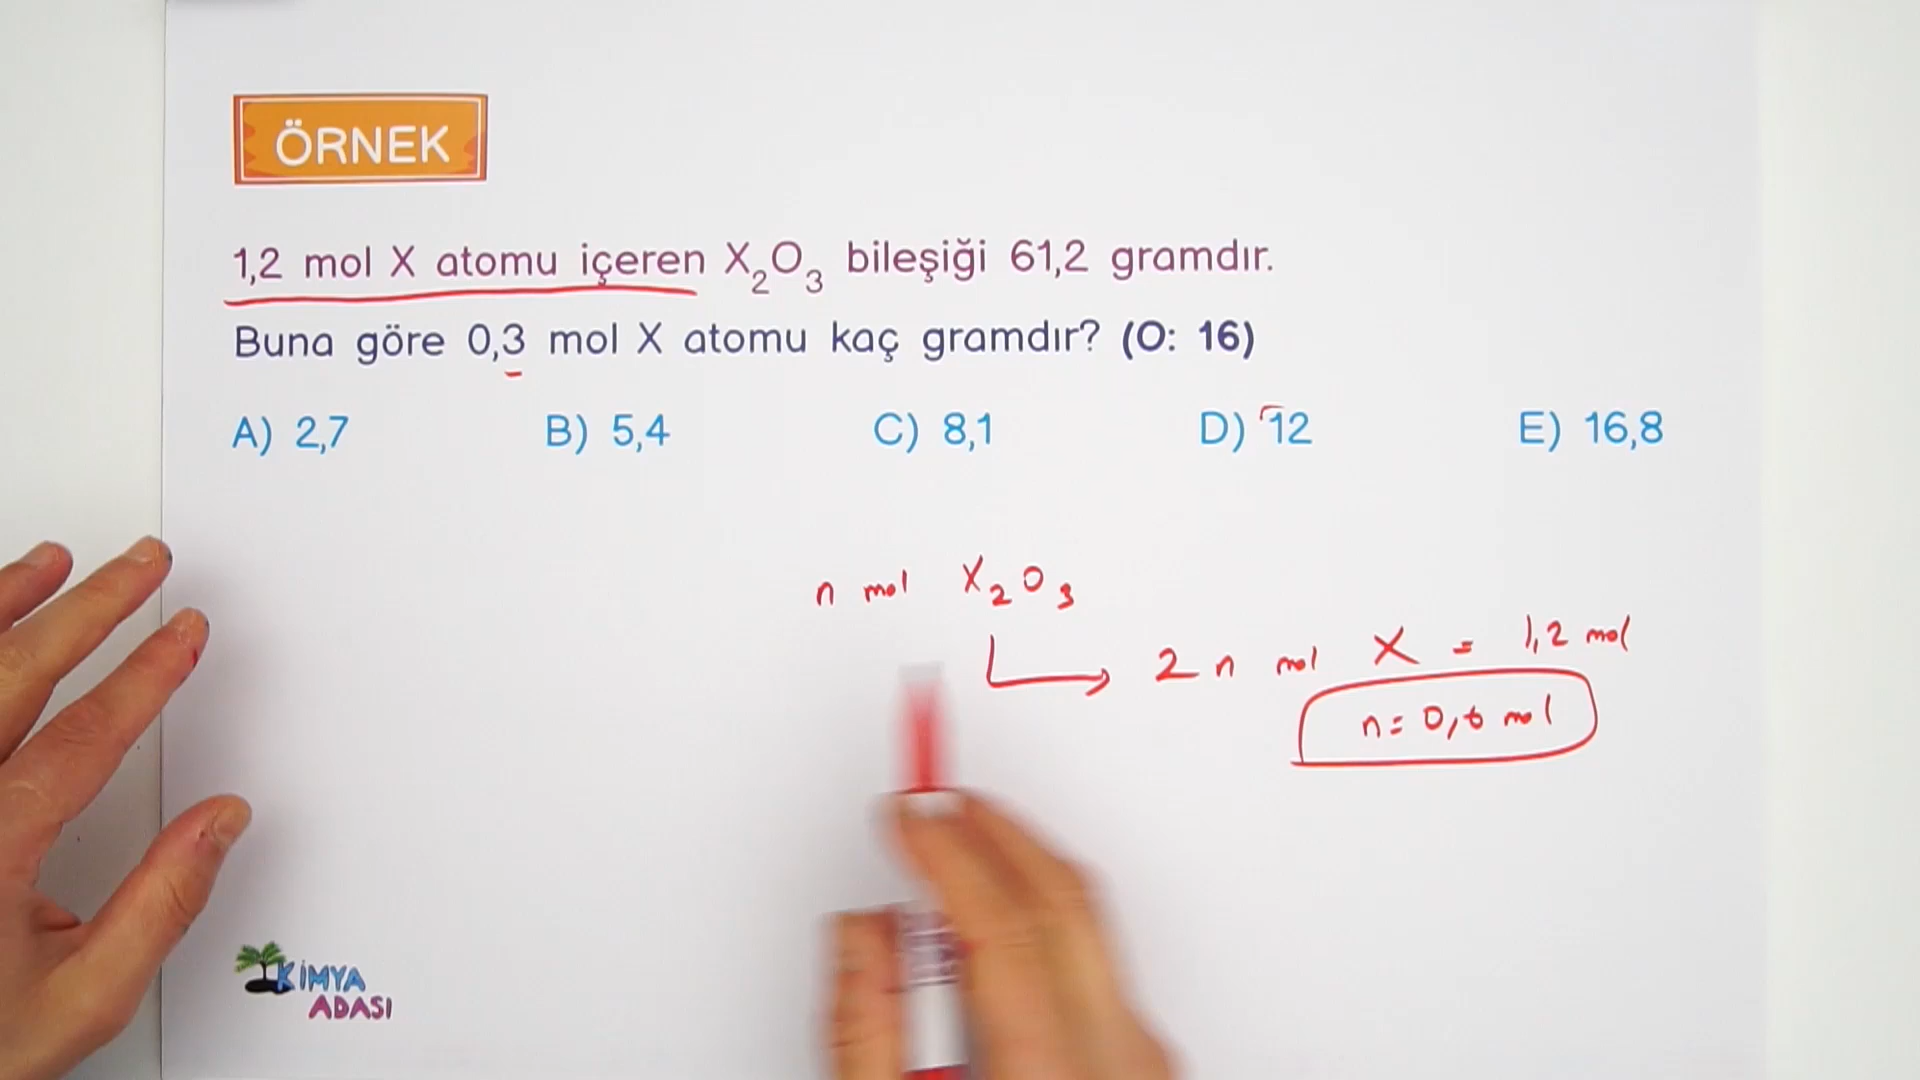 ÖRNEK
1,2 mol X atomu içeren X₂O₃ bileşiği 61,2 gramdır.
Buna göre 0,3 mol X atomu kaç gramdır? (O: 16)
A) 2,7 B) 5,4 C) 8,1 D) 12 E) 16,8
n mol X₂O₃
2 n mol X = 1,2 mol
n = 0,6 mol
KİMYA
ADASI